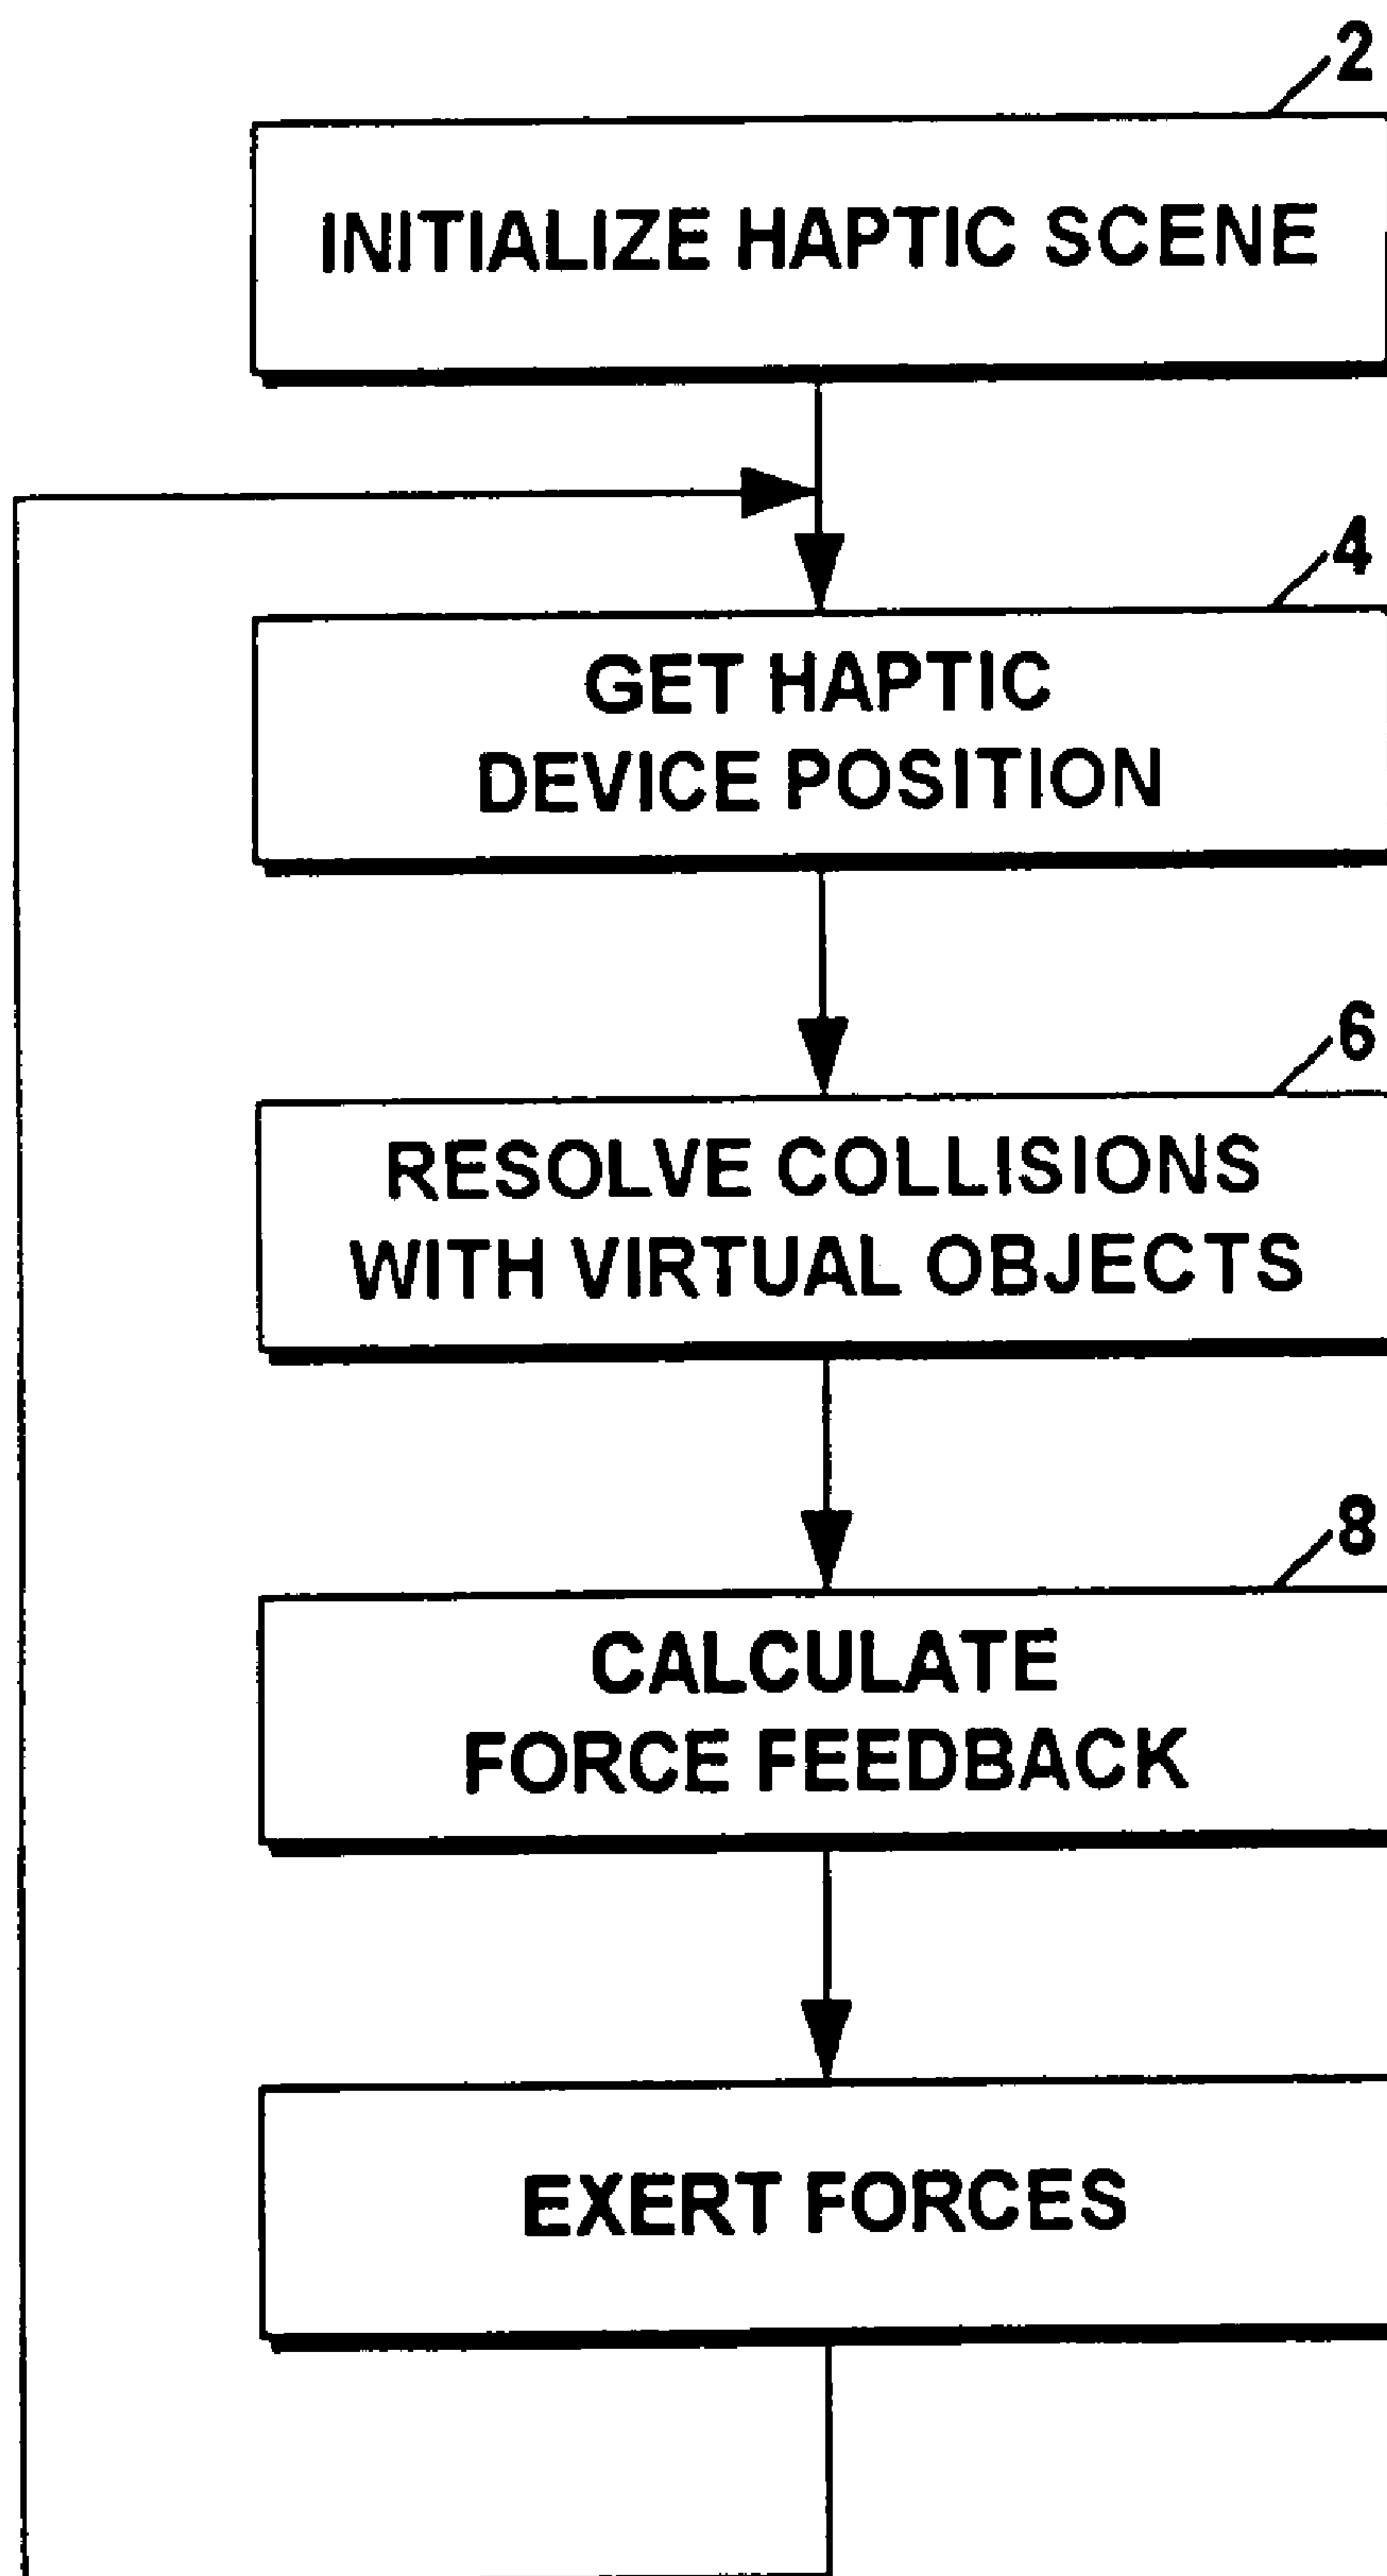 2
INITIALIZE HAPTIC SCENE
4
GET HAPTIC
DEVICE POSITION
6
RESOLVE COLLISIONS
WITH VIRTUAL OBJECTS
8
CALCULATE
FORCE FEEDBACK
EXERT FORCES